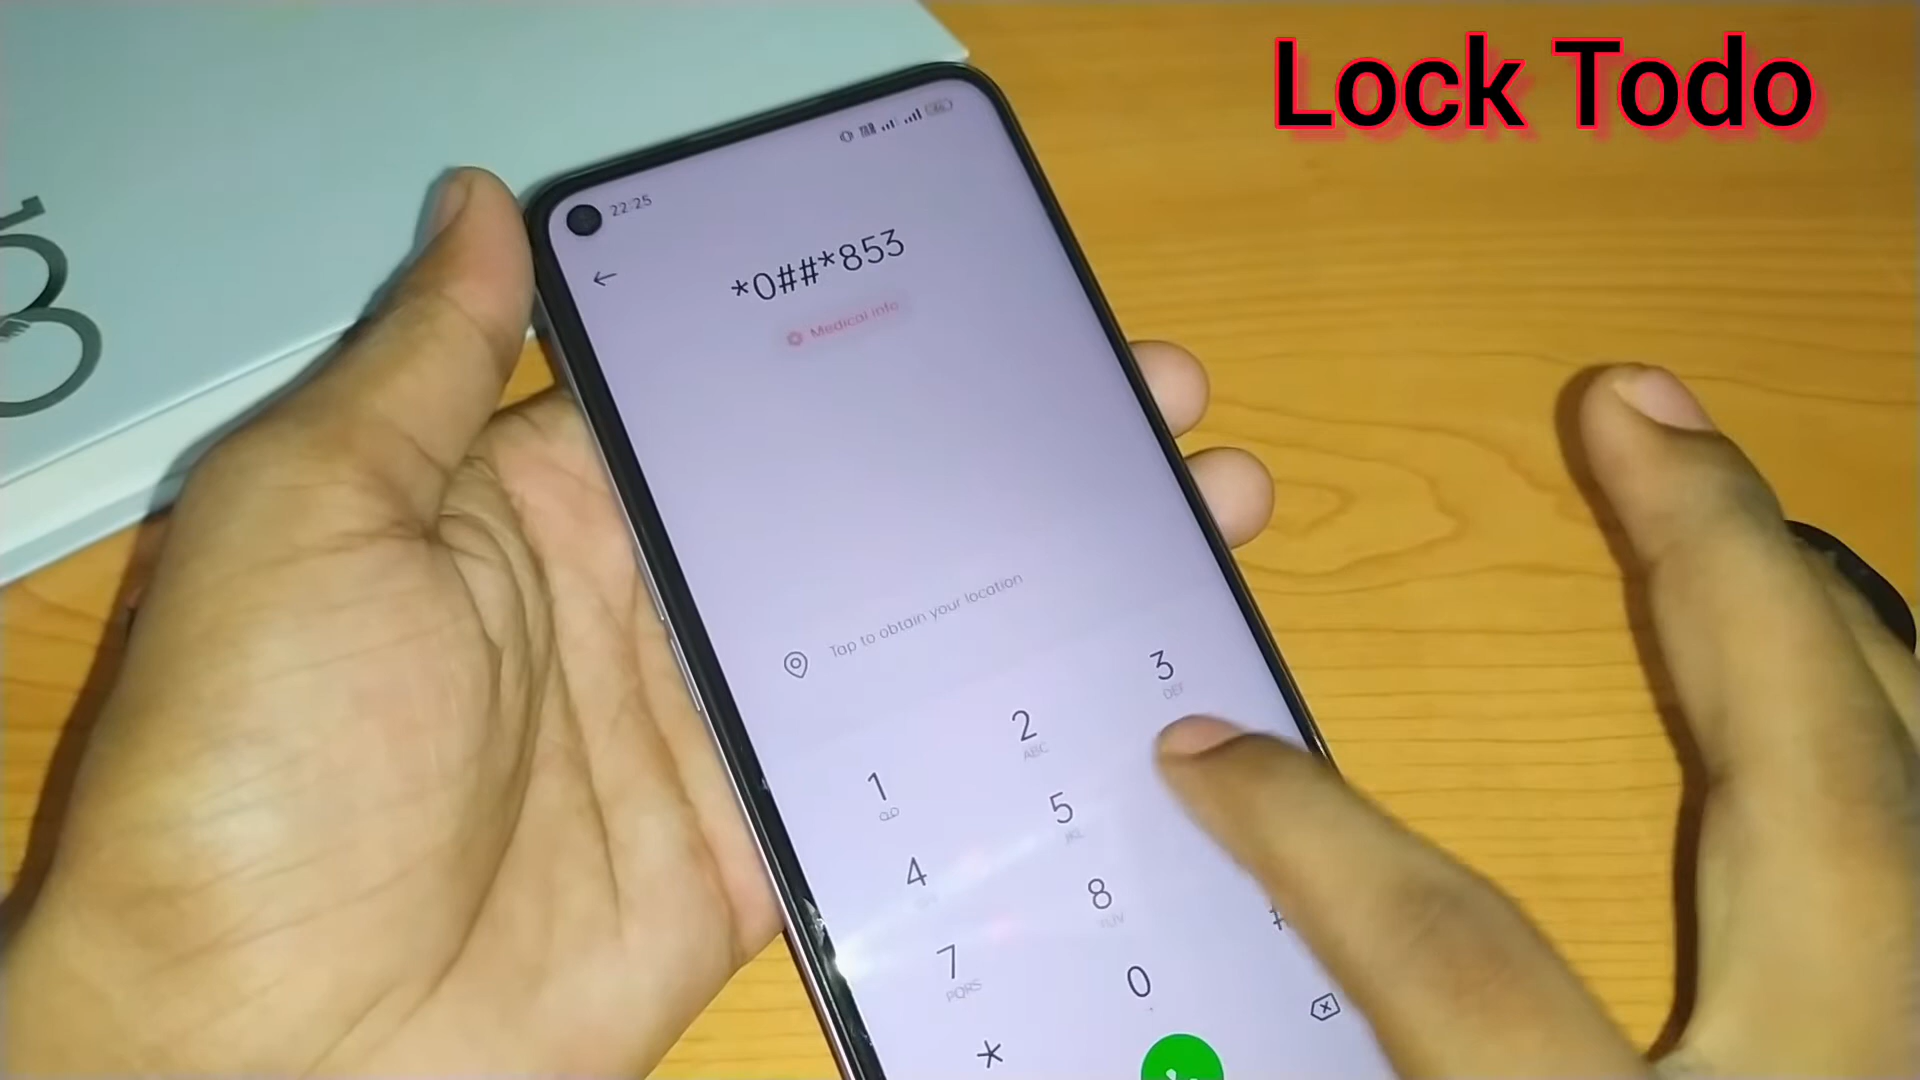 Lock Todo
22:25
*0##*853
Medical info
Tap to obtain your location
1
2 ABC
3 DEF
4
5 JKL
7 PQRS
8 TUV
0
*
#